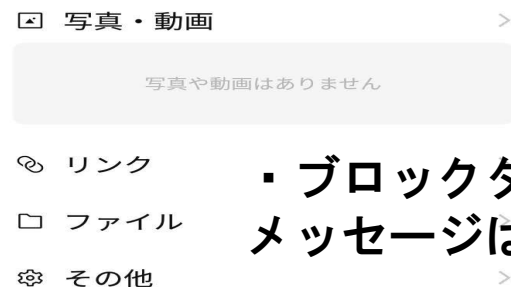 写真・動画
写真や動画はありません
リンク
・ブロック
ファイル
メッセージは
その他